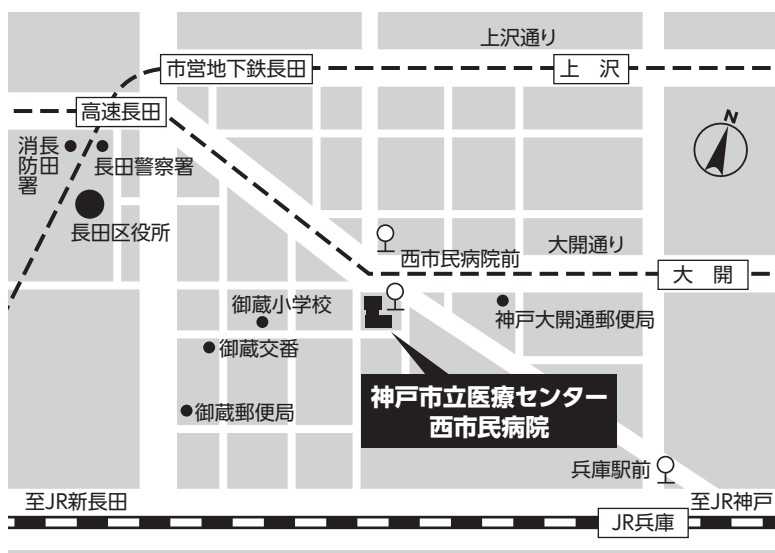 上沢通り
市営地下鉄長田
上 沢
高速長田
N
消
防
署
長
田
長田警察署
長田区役所
西市民病院前
大開通り
大 開
御蔵小学校
神戸大開通郵便局
御蔵交番
神戸市立医療センター
西市民病院
御蔵郵便局
兵庫駅前
至JR新長田
至JR神戸
JR兵庫